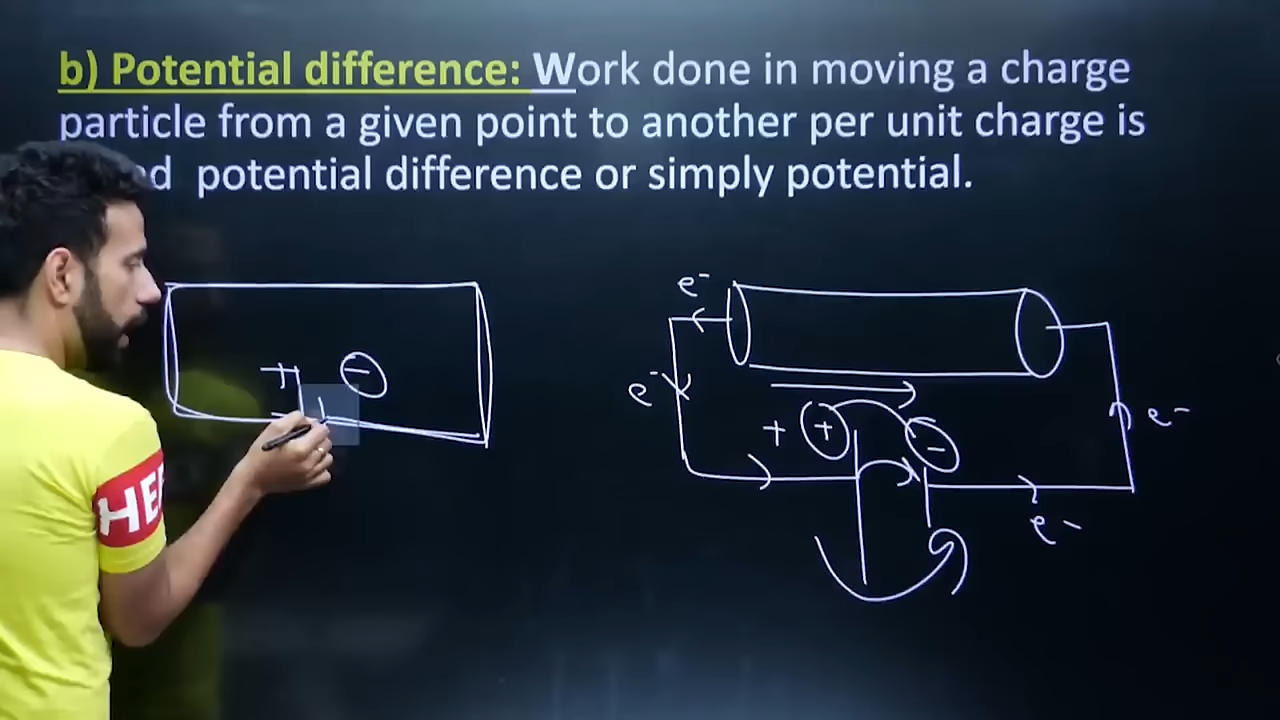 b) Potential difference: Work done in moving a charge
particle from a given point to another per unit charge is
potential difference or simply potential.
e⁻
e⁻
e⁻
+ −
+ + −
e⁻
HE